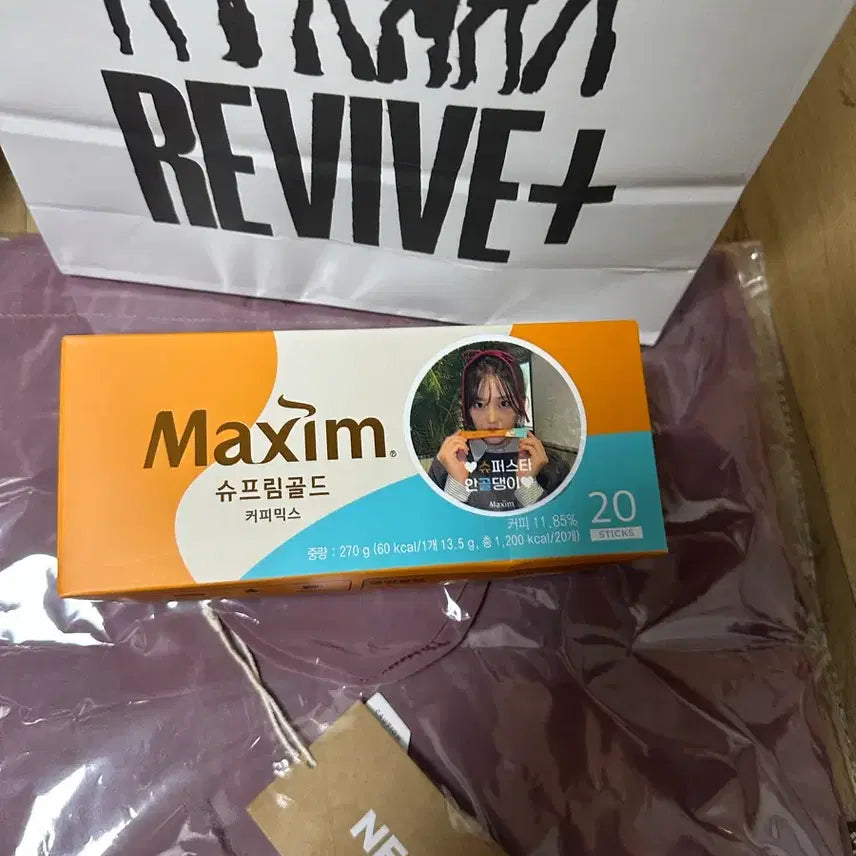 REVIVE+
Maxim
슈프림골드
커피믹스
♥슈퍼스타
안골댕이♥
Maxim
커피 11.85%
중량 : 270 g (60 kcal/1개 13.5 g, 총 1,200 kcal/20개)
20
STICKS
NE